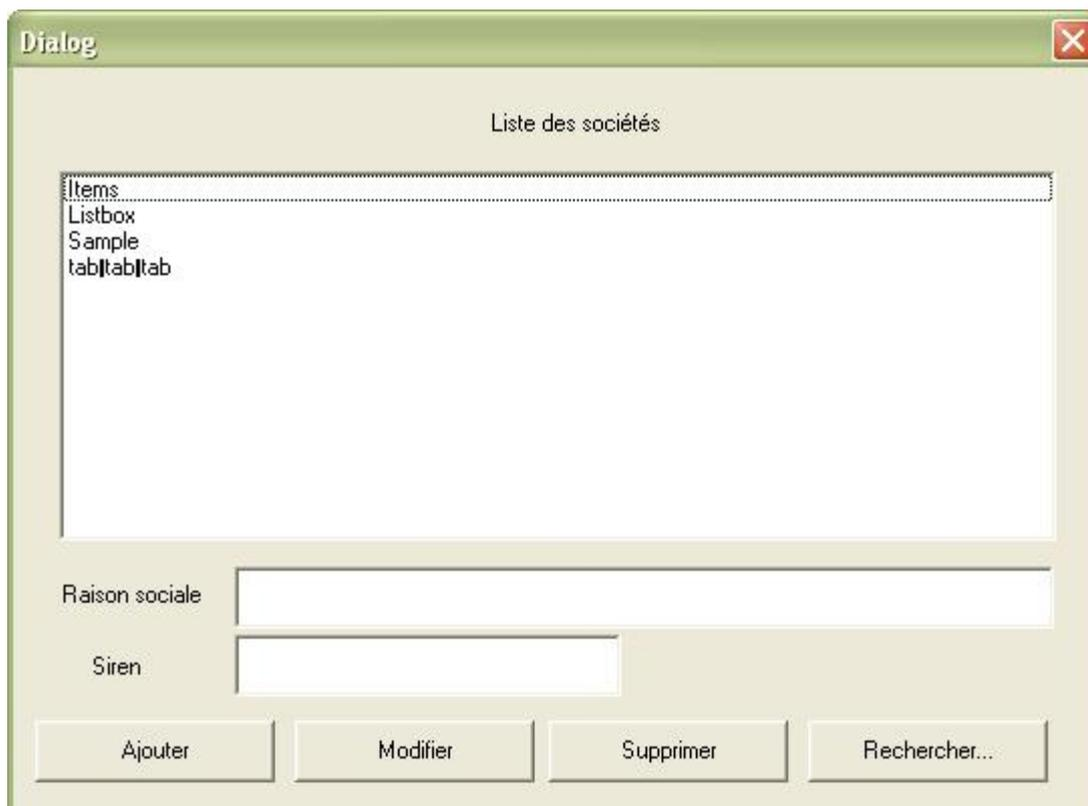 Dialog
Liste des sociétés
Items
Listbox
Sample
tab|tab|tab
Raison sociale
Siren
Ajouter Modifier Supprimer Rechercher...